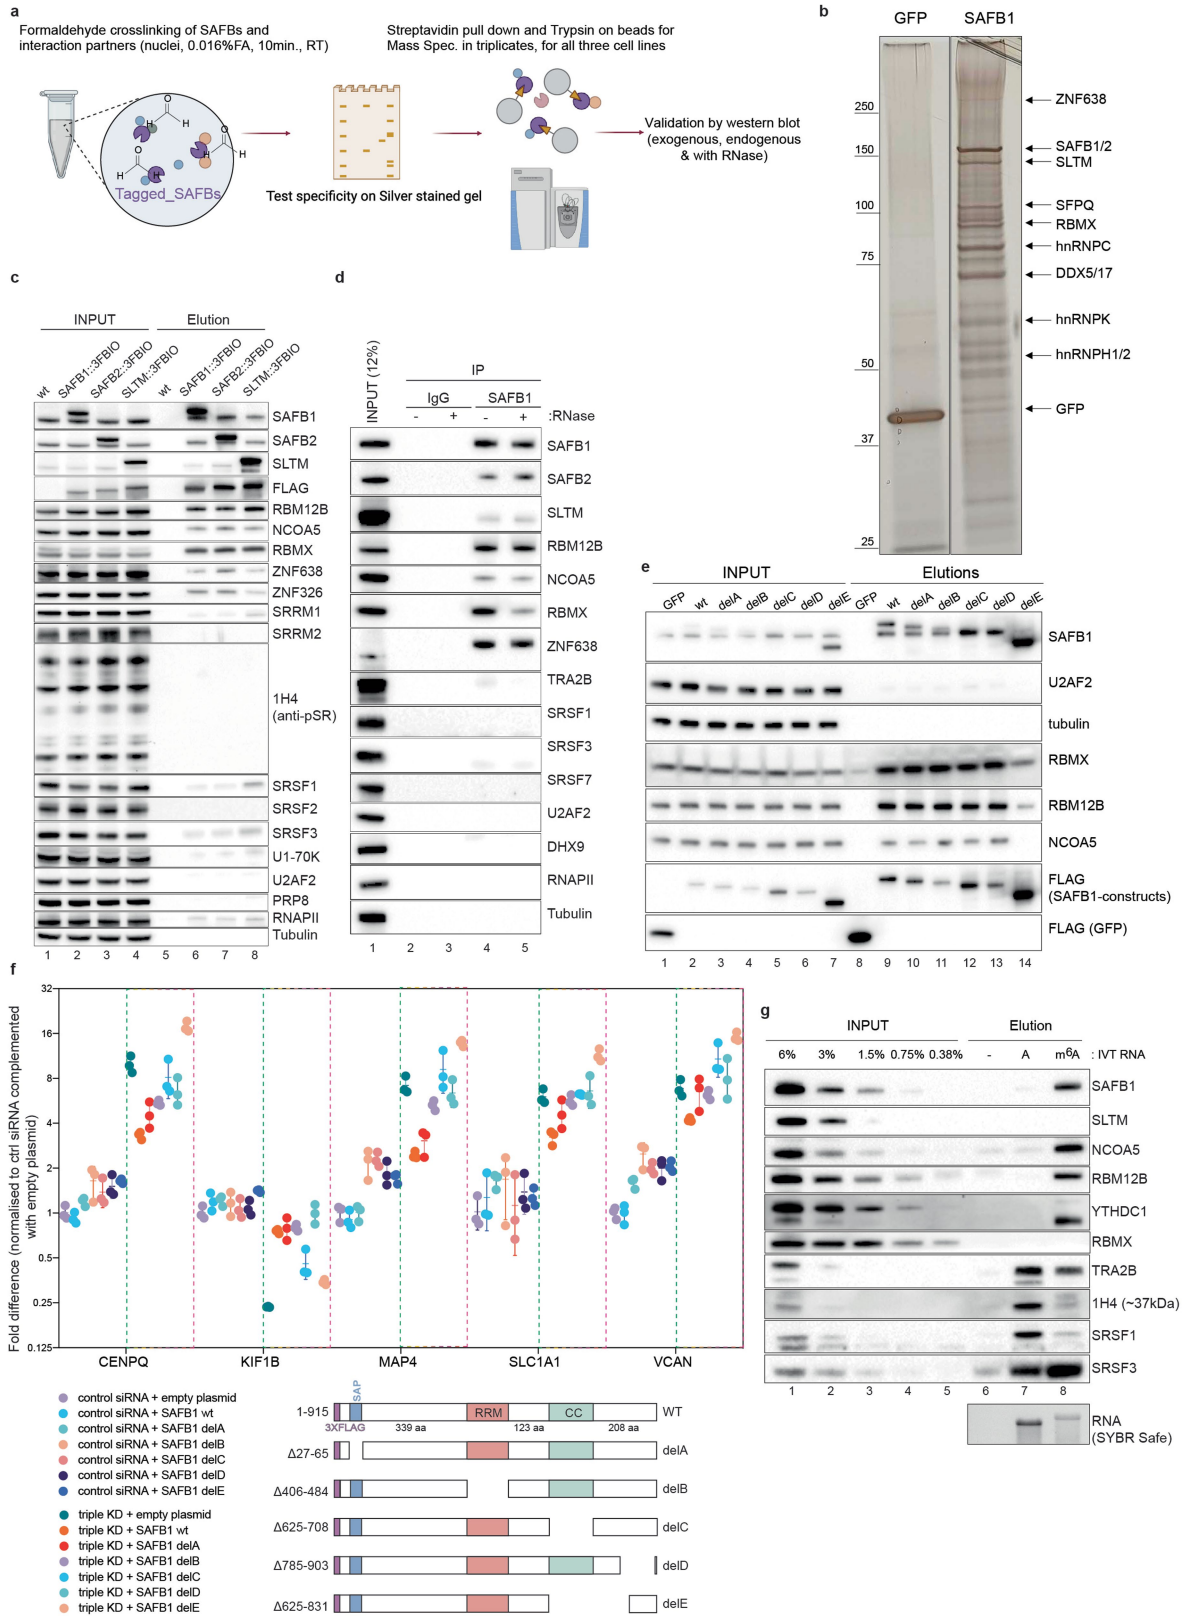 a
Formaldehyde crosslinking of SAFBs and
interaction partners (nuclei, 0.016%FA, 10min., RT)
Streptavidin pull down and Trypsin on beads for
Mass Spec. in triplicates, for all three cell lines
O
H H
O
H H
O
H H
Tagged_SAFBs
Test specificity on Silver stained gel
Validation by western blot
(exogenous, endogenous
& with RNase)
b
GFP SAFB1
250
150
100
75
50
37
25
ZNF638
SAFB1/2
SLTM
SFPQ
RBMX
hnRNPC
DDX5/17
hnRNPK
hnRNPH1/2
GFP
c
INPUT Elution
wt SAFB1::3FBIO SAFB2::3FBIO SLTM::3FBIO wt SAFB1::3FBIO SAFB2::3FBIO SLTM::3FBIO
SAFB1
SAFB2
SLTM
FLAG
RBM12B
NCOA5
RBMX
ZNF638
ZNF326
SRRM1
SRRM2
1H4
(anti-pSR)
SRSF1
SRSF2
SRSF3
U1-70K
U2AF2
PRP8
RNAPII
Tubulin
1 2 3 4 5 6 7 8
d
INPUT (12%)
IP
IgG SAFB1
- + - + :RNase
SAFB1
SAFB2
SLTM
RBM12B
NCOA5
RBMX
ZNF638
TRA2B
SRSF1
SRSF3
SRSF7
U2AF2
DHX9
RNAPII
Tubulin
1 2 3 4 5
e
INPUT Elutions
GFP wt delA delB delC delD delE GFP wt delA delB delC delD delE
SAFB1
U2AF2
tubulin
RBMX
RBM12B
NCOA5
FLAG
(SAFB1-constructs)
FLAG (GFP)
1 2 3 4 5 6 7 8 9 10 11 12 13 14
f
Fold difference (normalised to ctrl siRNA complemented
with empty plasmid)
32
16
8
4
2
1
0.5
0.25
0.125
CENPQ KIF1B MAP4 SLC1A1 VCAN
control siRNA + empty plasmid
control siRNA + SAFB1 wt
control siRNA + SAFB1 delA
control siRNA + SAFB1 delB
control siRNA + SAFB1 delC
control siRNA + SAFB1 delD
control siRNA + SAFB1 delE
triple KD + empty plasmid
triple KD + SAFB1 wt
triple KD + SAFB1 delA
triple KD + SAFB1 delB
triple KD + SAFB1 delC
triple KD + SAFB1 delD
triple KD + SAFB1 delE
SAP
1-915 RRM CC WT
3XFLAG 339 aa 123 aa 208 aa
Δ27-65 delA
Δ406-484 delB
Δ625-708 delC
Δ785-903 delD
Δ625-831 delE
g
INPUT Elution
6% 3% 1.5% 0.75% 0.38% - A m⁶A : IVT RNA
SAFB1
SLTM
NCOA5
RBM12B
YTHDC1
RBMX
TRA2B
1H4 (~37kDa)
SRSF1
SRSF3
1 2 3 4 5 6 7 8
RNA
(SYBR Safe)